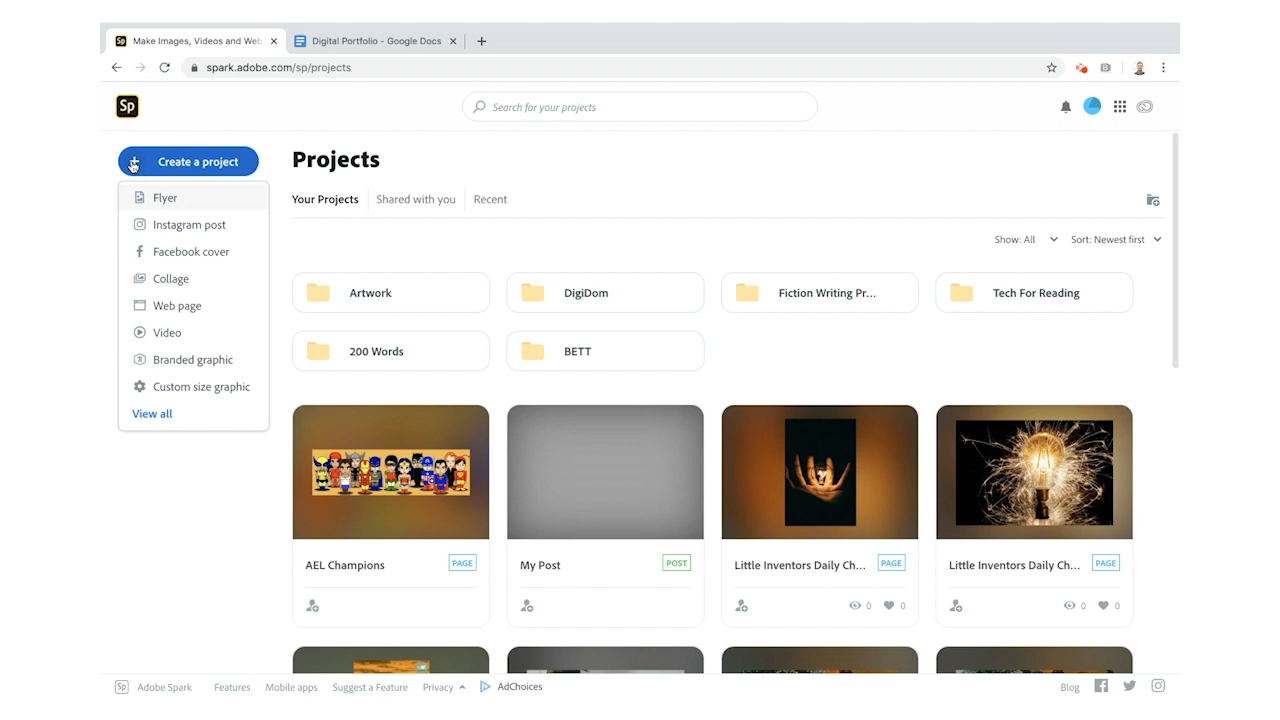 Sp Make Images, Videos and Web
Digital Portfolio - Google Docs
spark.adobe.com/sp/projects
Sp
Search for your projects
Create a project
Flyer
Instagram post
Facebook cover
Collage
Web page
Video
Branded graphic
Custom size graphic
View all
Projects
Your Projects Shared with you Recent
Show: All Sort: Newest first
Artwork DigiDom Fiction Writing Pr... Tech For Reading
200 Words BETT
AEL Champions PAGE
My Post POST
Little Inventors Daily Ch... PAGE
0 0
Little Inventors Daily Ch... PAGE
0 0
Sp Adobe Spark Features Mobile apps Suggest a Feature Privacy AdChoices Blog